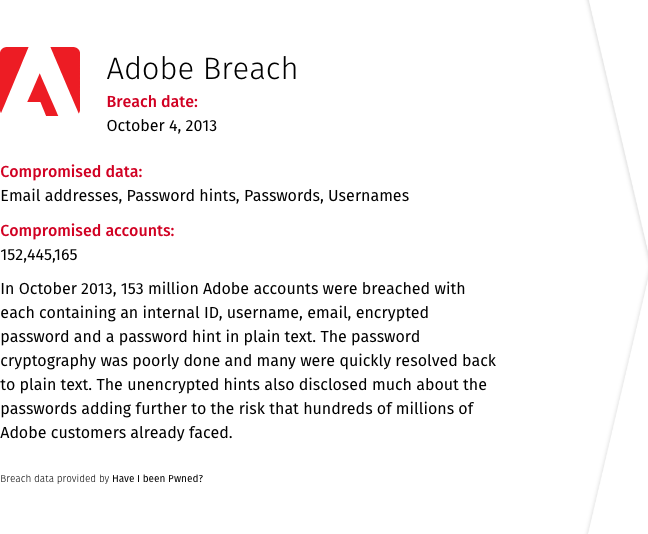 Adobe Breach
Breach date:
October 4, 2013
Compromised data:
Email addresses, Password hints, Passwords, Usernames
Compromised accounts:
152,445,165
In October 2013, 153 million Adobe accounts were breached with
each containing an internal ID, username, email, encrypted
password and a password hint in plain text. The password
cryptography was poorly done and many were quickly resolved back
to plain text. The unencrypted hints also disclosed much about the
passwords adding further to the risk that hundreds of millions of
Adobe customers already faced.
Breach data provided by Have I been Pwned?